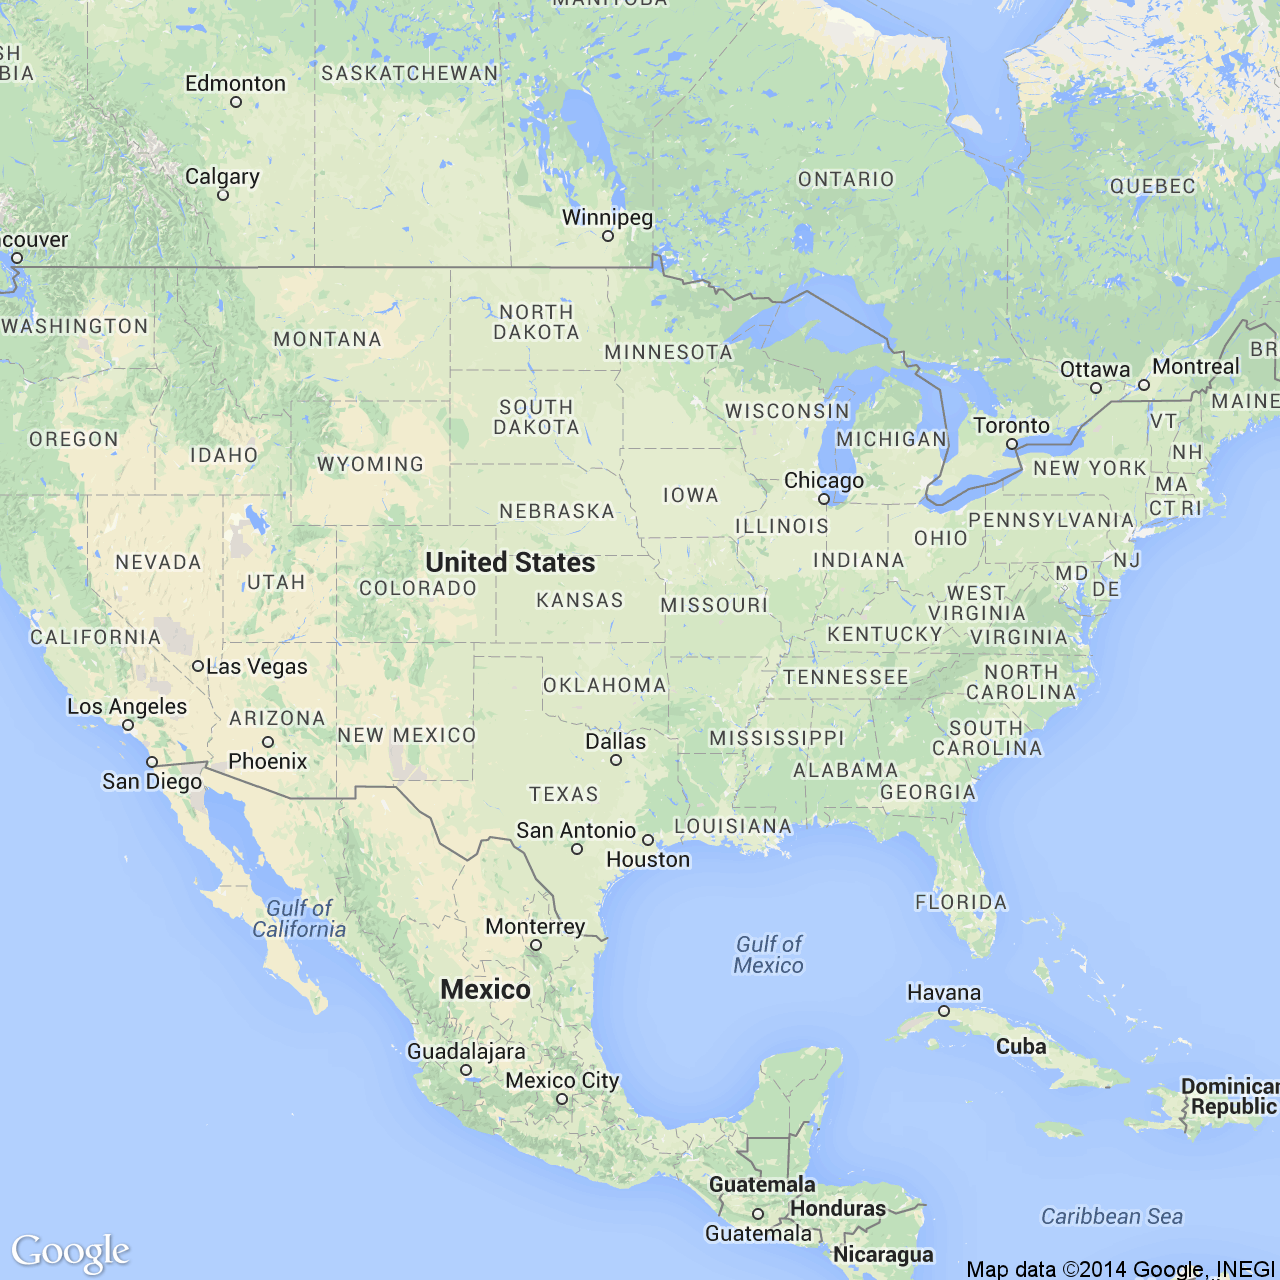 MANITOBA
SH
BIA
Edmonton
SASKATCHEWAN
Calgary
ONTARIO
QUEBEC
Winnipeg
ncouver
WASHINGTON
MONTANA
NORTH
DAKOTA
MINNESOTA
BR
Ottawa
Montreal
MAINE
OREGON
IDAHO
WYOMING
SOUTH
DAKOTA
WISCONSIN
MICHIGAN
Toronto
VT
NH
NEW YORK
MA
CT RI
Chicago
IOWA
NEBRASKA
ILLINOIS
INDIANA
OHIO
PENNSYLVANIA
NJ
MD
DE
NEVADA
UTAH
United States
COLORADO
KANSAS
MISSOURI
WEST
VIRGINIA
KENTUCKY
VIRGINIA
CALIFORNIA
Las Vegas
Los Angeles
ARIZONA
Phoenix
NEW MEXICO
OKLAHOMA
TENNESSEE
NORTH
CAROLINA
SOUTH
CAROLINA
San Diego
Dallas
MISSISSIPPI
ALABAMA
GEORGIA
TEXAS
San Antonio
Houston
LOUISIANA
FLORIDA
Gulf of
California
Monterrey
Gulf of
Mexico
Mexico
Havana
Cuba
Guadalajara
Mexico City
Dominican
Republic
Guatemala
Honduras
Guatemala
Nicaragua
Caribbean Sea
Google
Map data ©2014 Google, INEGI